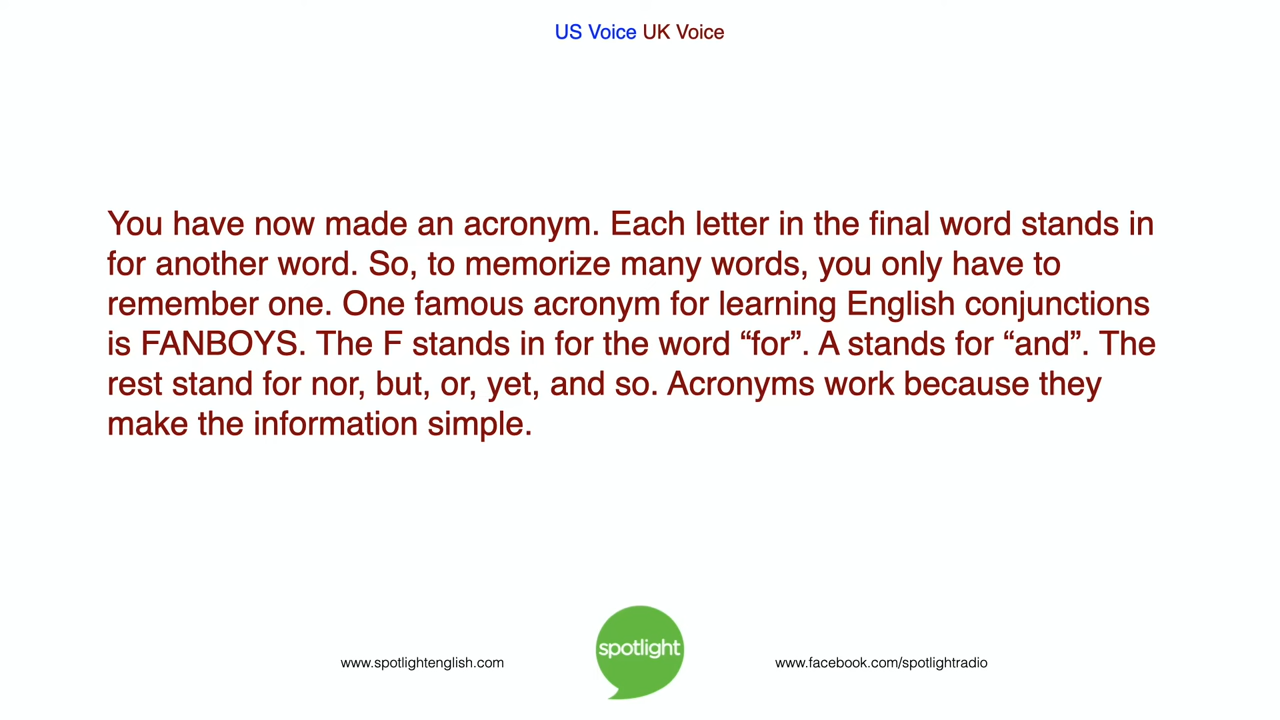 US Voice UK Voice
You have now made an acronym. Each letter in the final word stands in
for another word. So, to memorize many words, you only have to
remember one. One famous acronym for learning English conjunctions
is FANBOYS. The F stands in for the word “for”. A stands for “and”. The
rest stand for nor, but, or, yet, and so. Acronyms work because they
make the information simple.
www.spotlightenglish.com
spotlight
www.facebook.com/spotlightradio